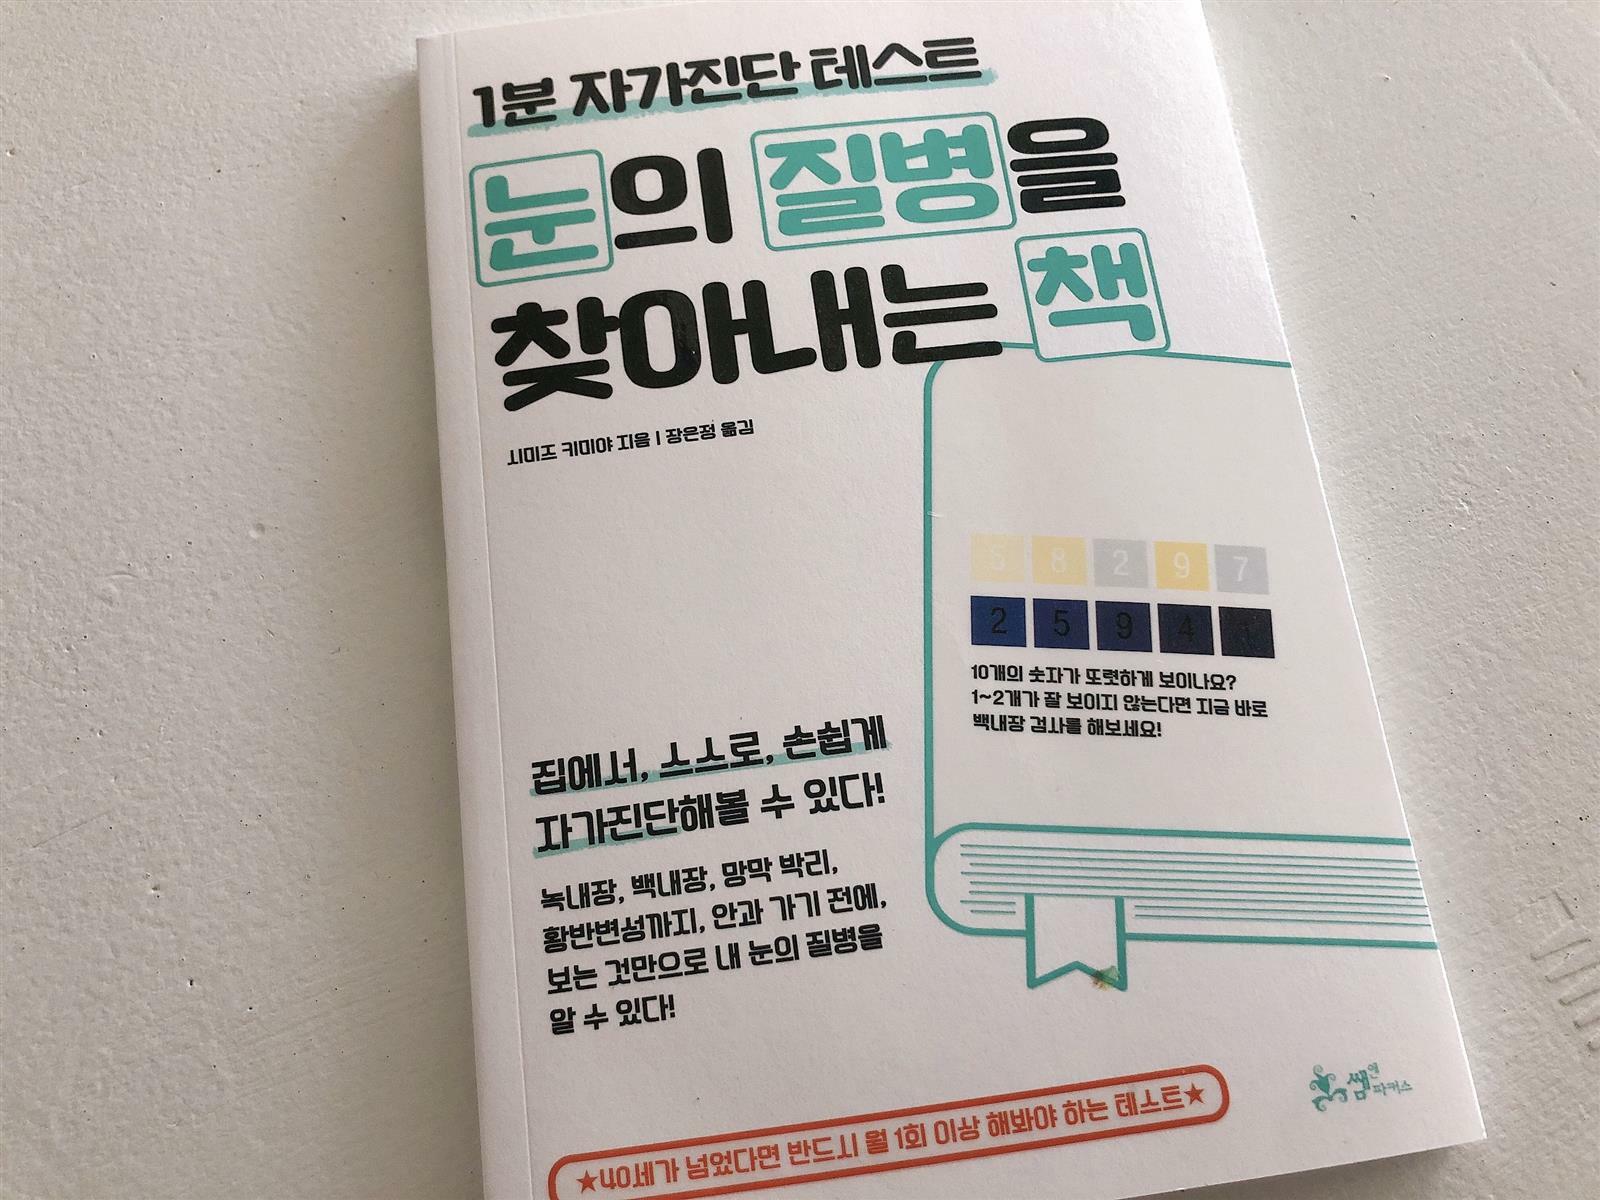 1분 자가진단 테스트
눈의 질병을
찾아내는 책
시미즈 키미야 지음 | 장은정 옮김
5 8 2 9 7
2 5 9 4 1
10개의 숫자가 또렷하게 보이나요?
1~2개가 잘 보이지 않는다면 지금 바로
백내장 검사를 해보세요!
집에서, 스스로, 손쉽게
자가진단해볼 수 있다!
녹내장, 백내장, 망막 박리,
황반변성까지, 안과 가기 전에,
보는 것만으로 내 눈의 질병을
알 수 있다!
쌤앤파커스
★40세가 넘었다면 반드시 월 1회 이상 해봐야 하는 테스트★